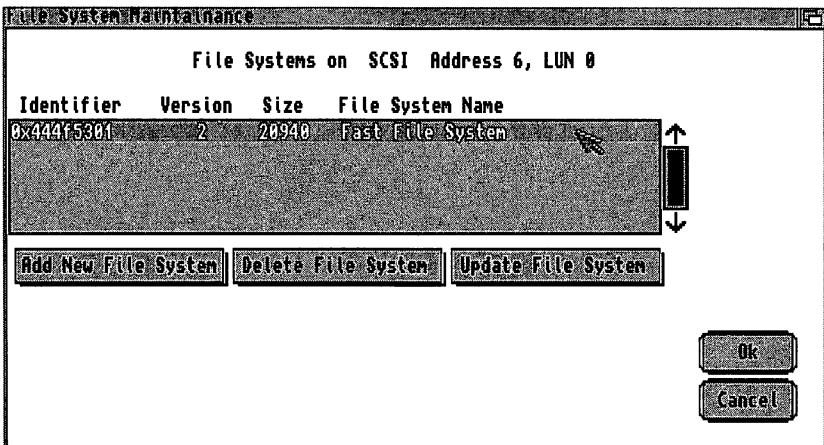 File System Maintainance
File Systems on SCSI Address 6, LUN 0
Identifier Version Size File System Name
0x444f5301 2 20940 Fast File System
Add New File System Delete File System Update File System
Ok
Cancel